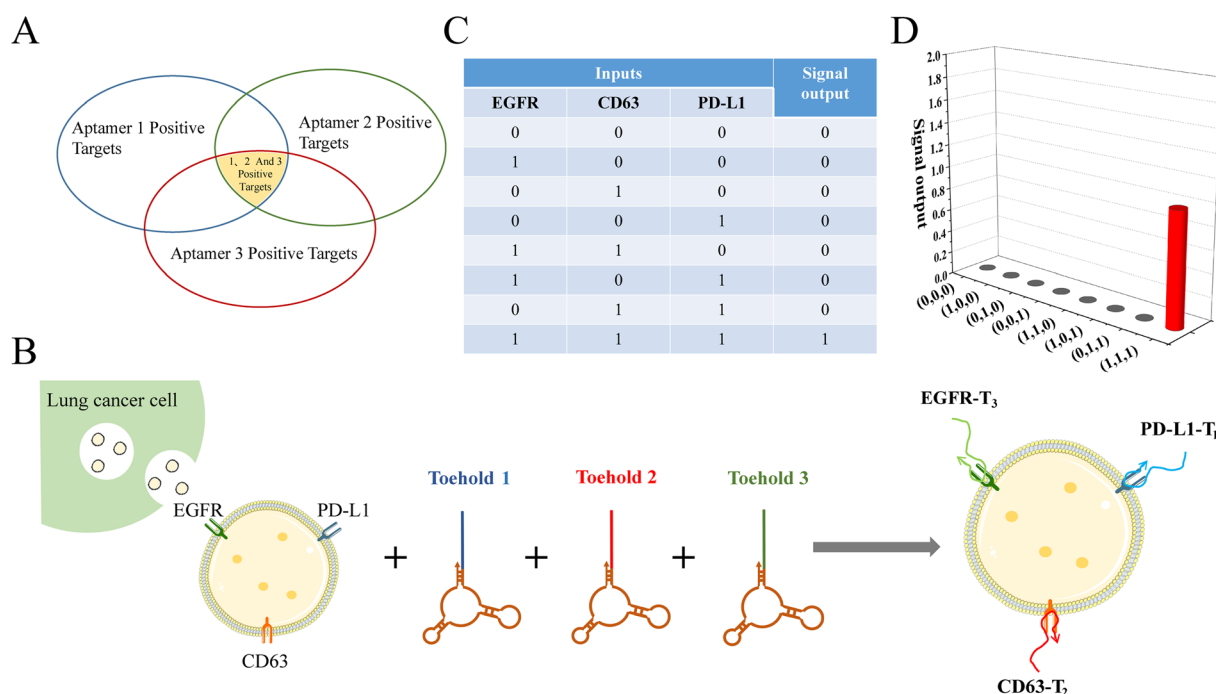 A
Aptamer 1 Positive
Targets
Aptamer 2 Positive
Targets
1、2 And 3
Positive
Targets
Aptamer 3 Positive Targets
C
Inputs Signal output
EGFR CD63 PD-L1
0 0 0 0
1 0 0 0
0 1 0 0
0 0 1 0
1 1 0 0
1 0 1 0
0 1 1 0
1 1 1 1
D
Signal output
2.0
1.8
1.6
1.4
1.2
1.0
0.8
0.6
0.4
0.2
0.0
(0,0,0)
(1,0,0)
(0,1,0)
(0,0,1)
(1,1,0)
(1,0,1)
(0,1,1)
(1,1,1)
B
Lung cancer cell
EGFR
PD-L1
CD63
+
Toehold 1
+
Toehold 2
+
Toehold 3
EGFR-T₃
PD-L1-T
CD63-T₂